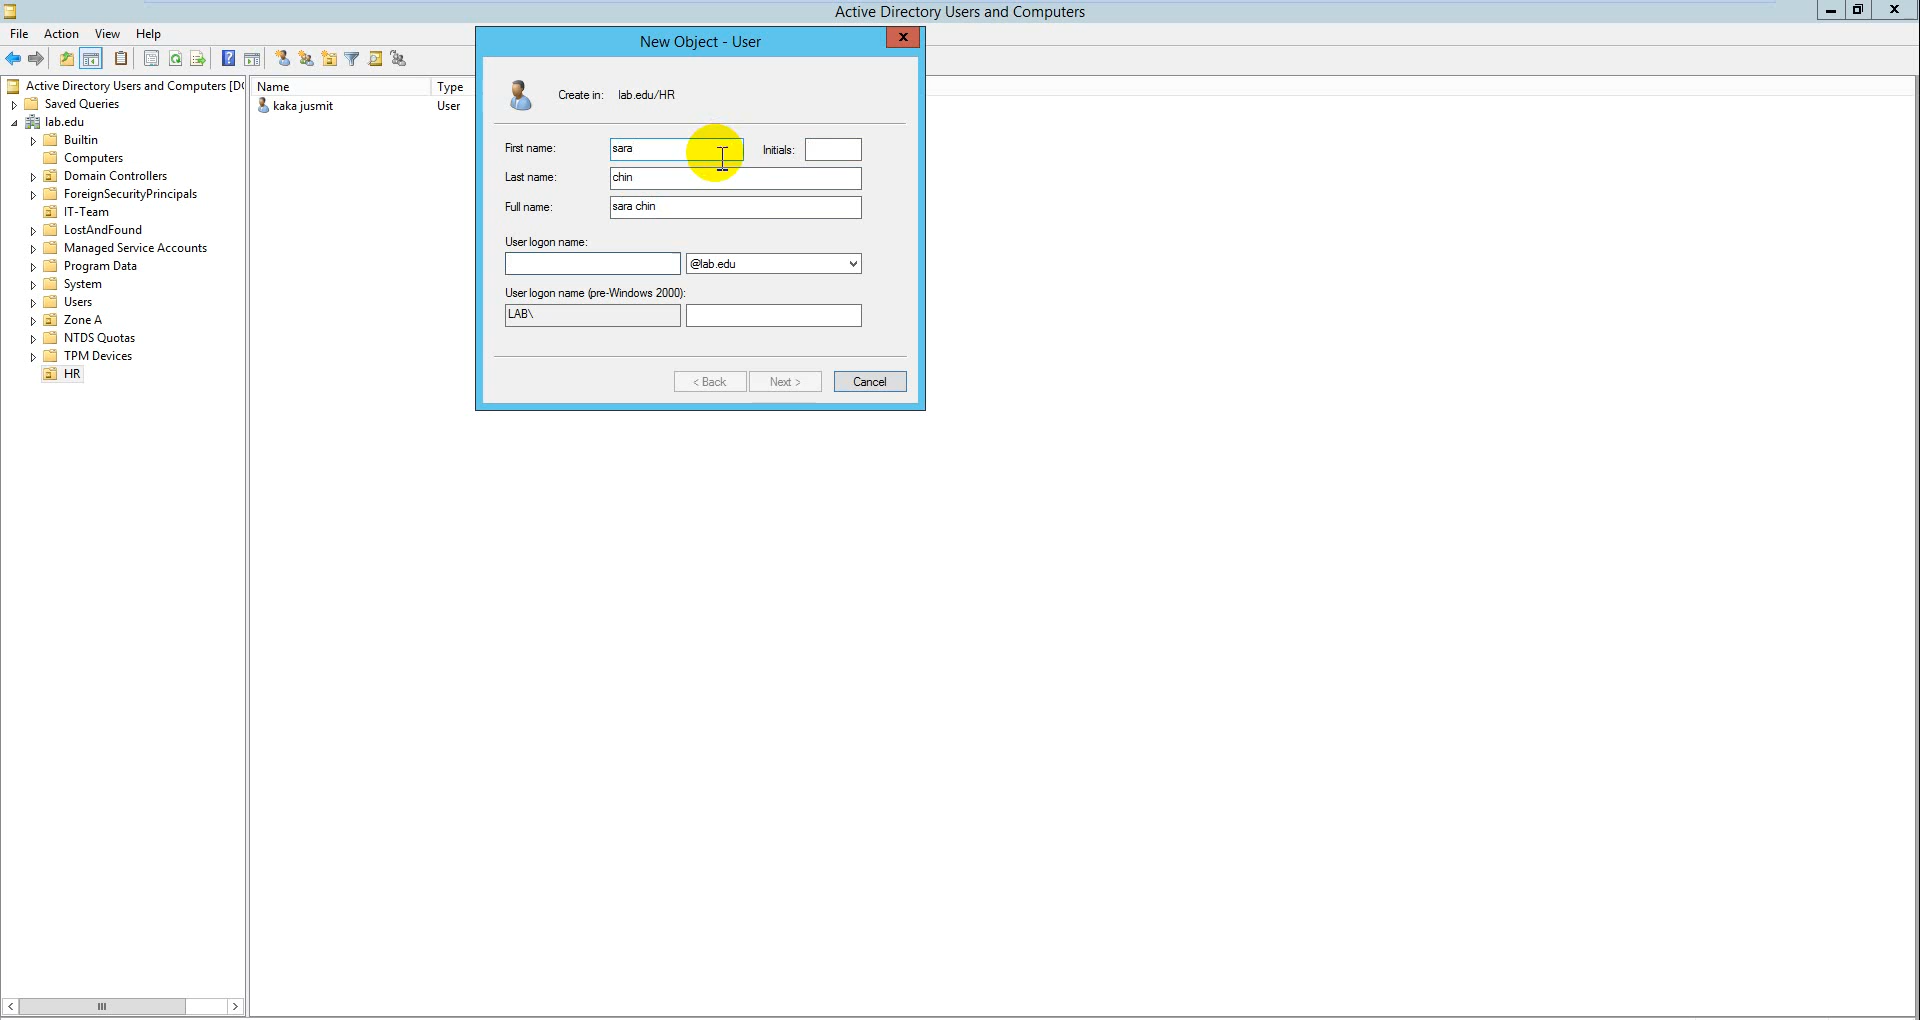 Active Directory Users and Computers
File Action View Help
Active Directory Users and Computers [D
Saved Queries
lab.edu
Builtin
Computers
Domain Controllers
ForeignSecurityPrincipals
IT-Team
LostAndFound
Managed Service Accounts
Program Data
System
Users
Zone A
NTDS Quotas
TPM Devices
HR
Name Type
kaka jusmit User
New Object - User
Create in: lab.edu/HR
First name: sara Initials:
Last name: chin
Full name: sara chin
User logon name:
@lab.edu
User logon name (pre-Windows 2000):
LAB\
< Back Next > Cancel